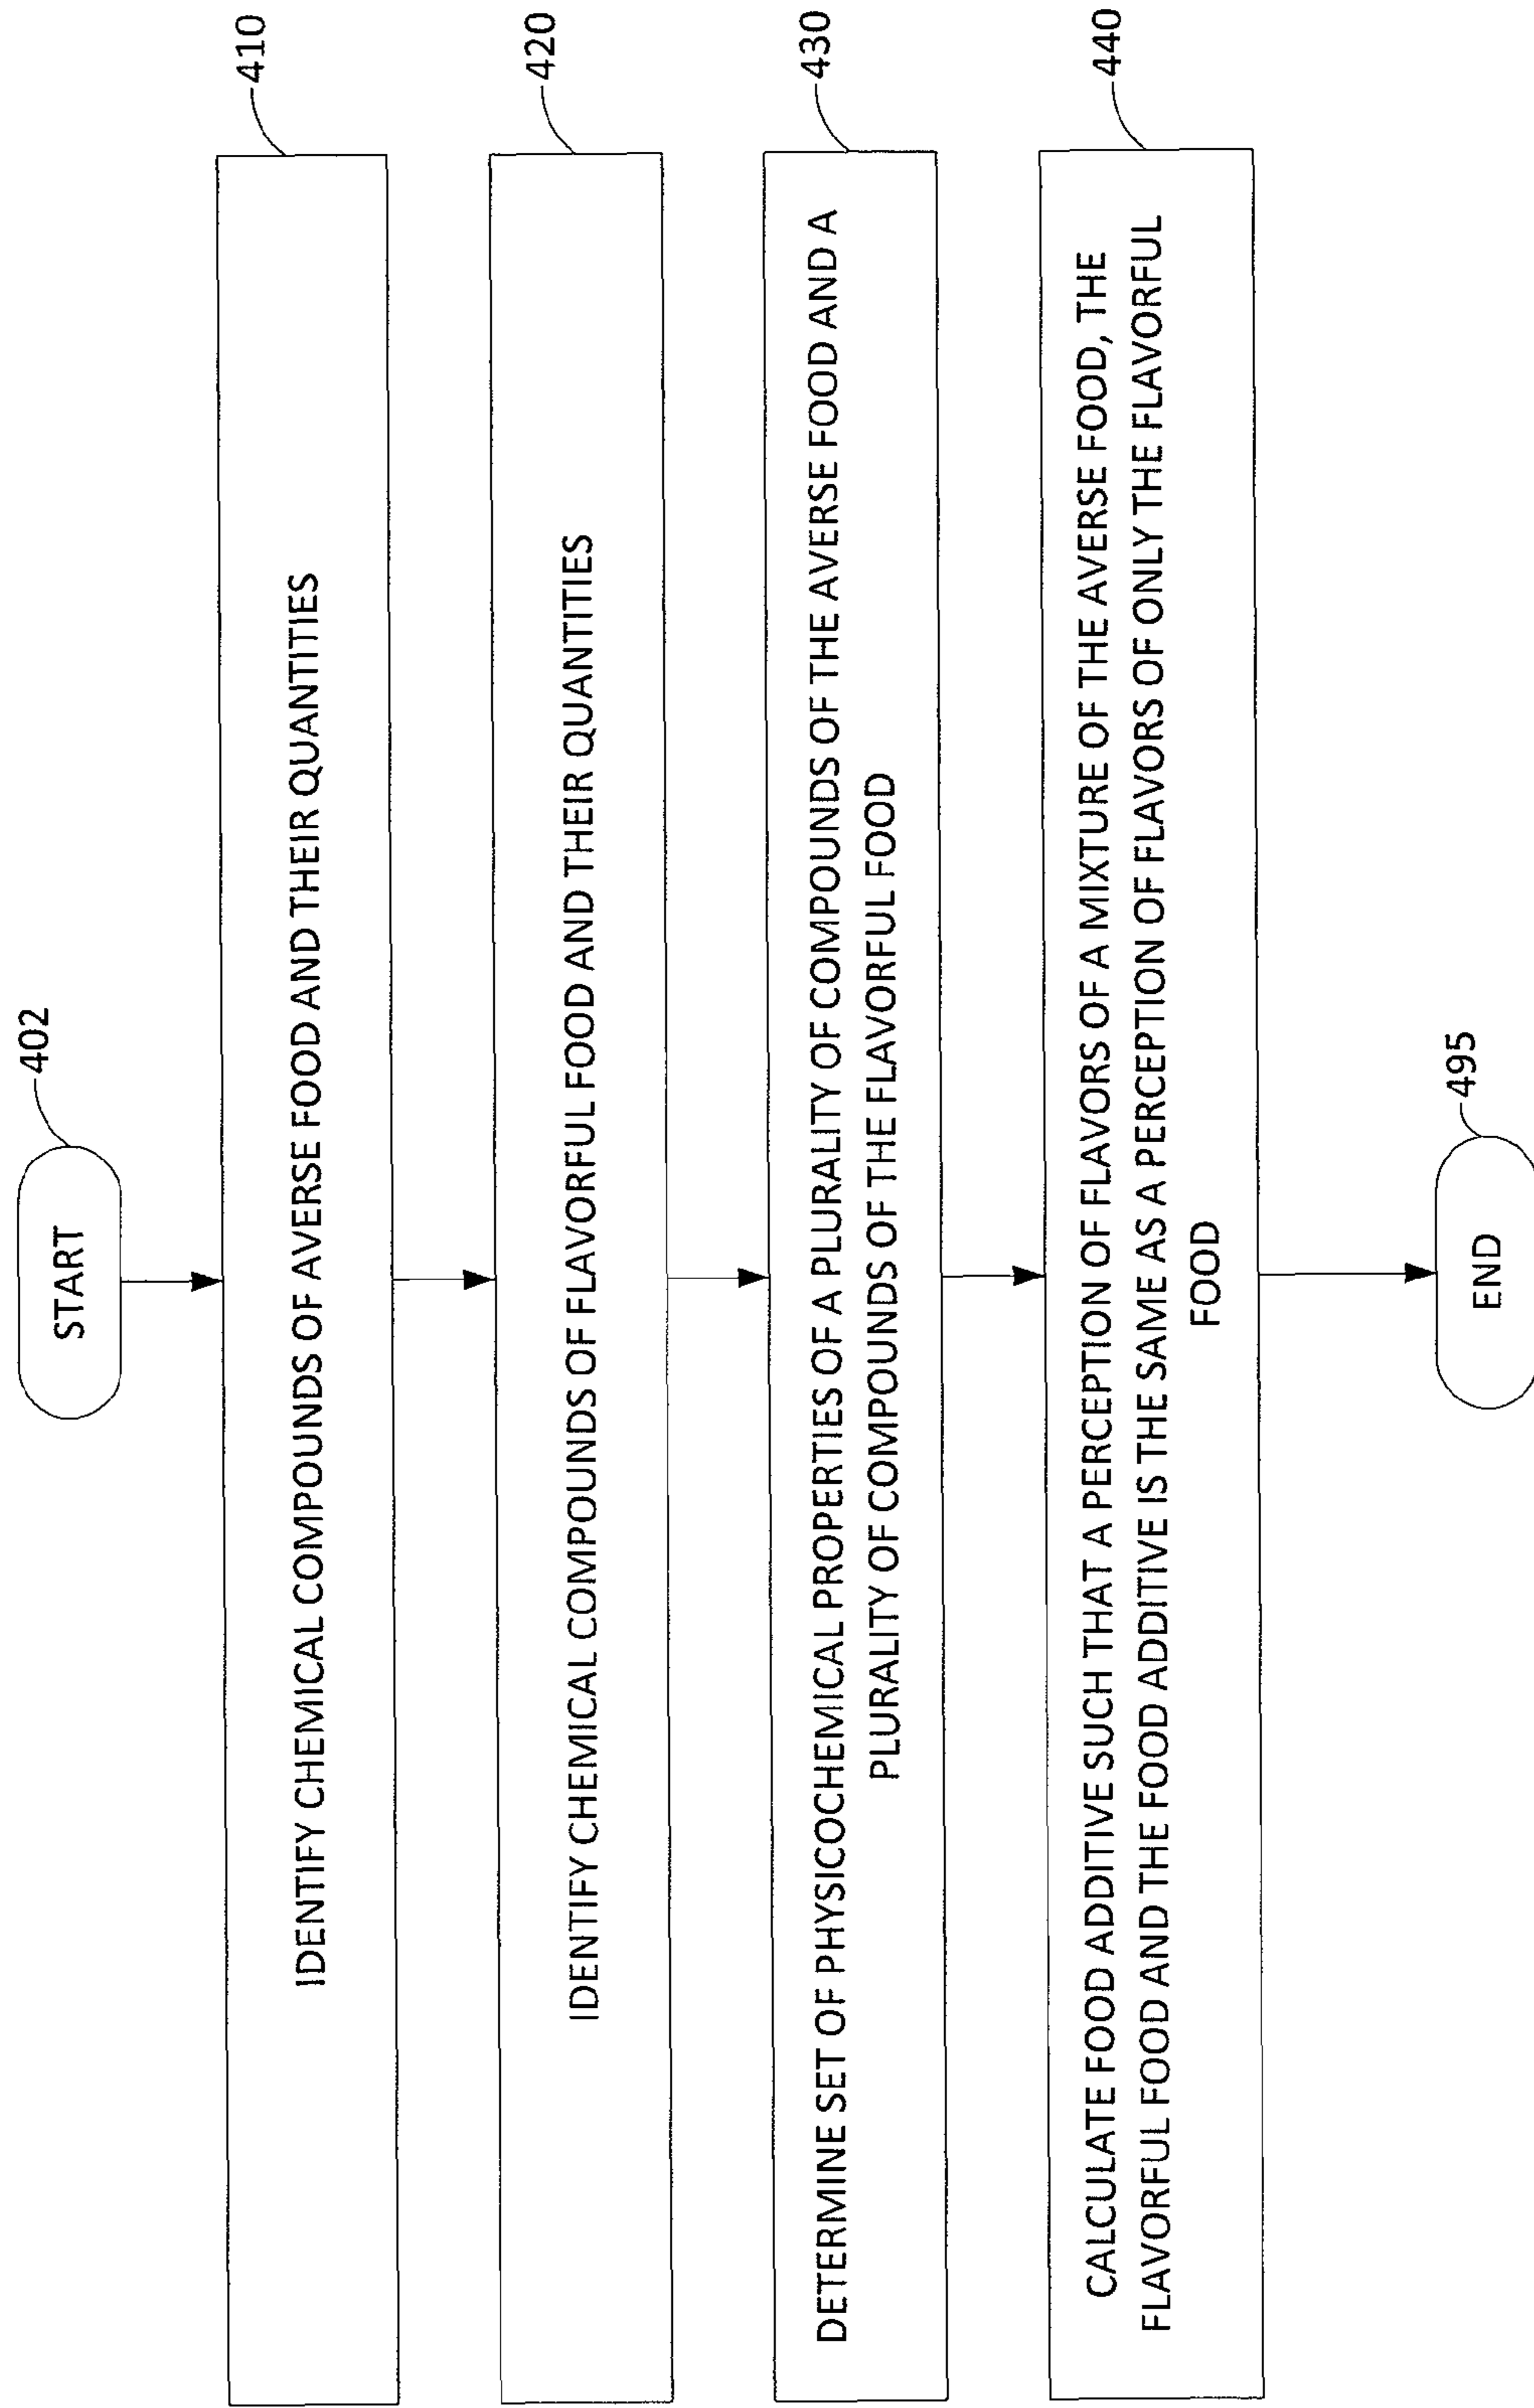 START
402
IDENTIFY CHEMICAL COMPOUNDS OF AVERSE FOOD AND THEIR QUANTITIES
410
IDENTIFY CHEMICAL COMPOUNDS OF FLAVORFUL FOOD AND THEIR QUANTITIES
420
DETERMINE SET OF PHYSICOCHEMICAL PROPERTIES OF A PLURALITY OF COMPOUNDS OF THE AVERSE FOOD AND A
PLURALITY OF COMPOUNDS OF THE FLAVORFUL FOOD
430
CALCULATE FOOD ADDITIVE SUCH THAT A PERCEPTION OF FLAVORS OF A MIXTURE OF THE AVERSE FOOD, THE
FLAVORFUL FOOD AND THE FOOD ADDITIVE IS THE SAME AS A PERCEPTION OF FLAVORS OF ONLY THE FLAVORFUL
FOOD
440
END
495